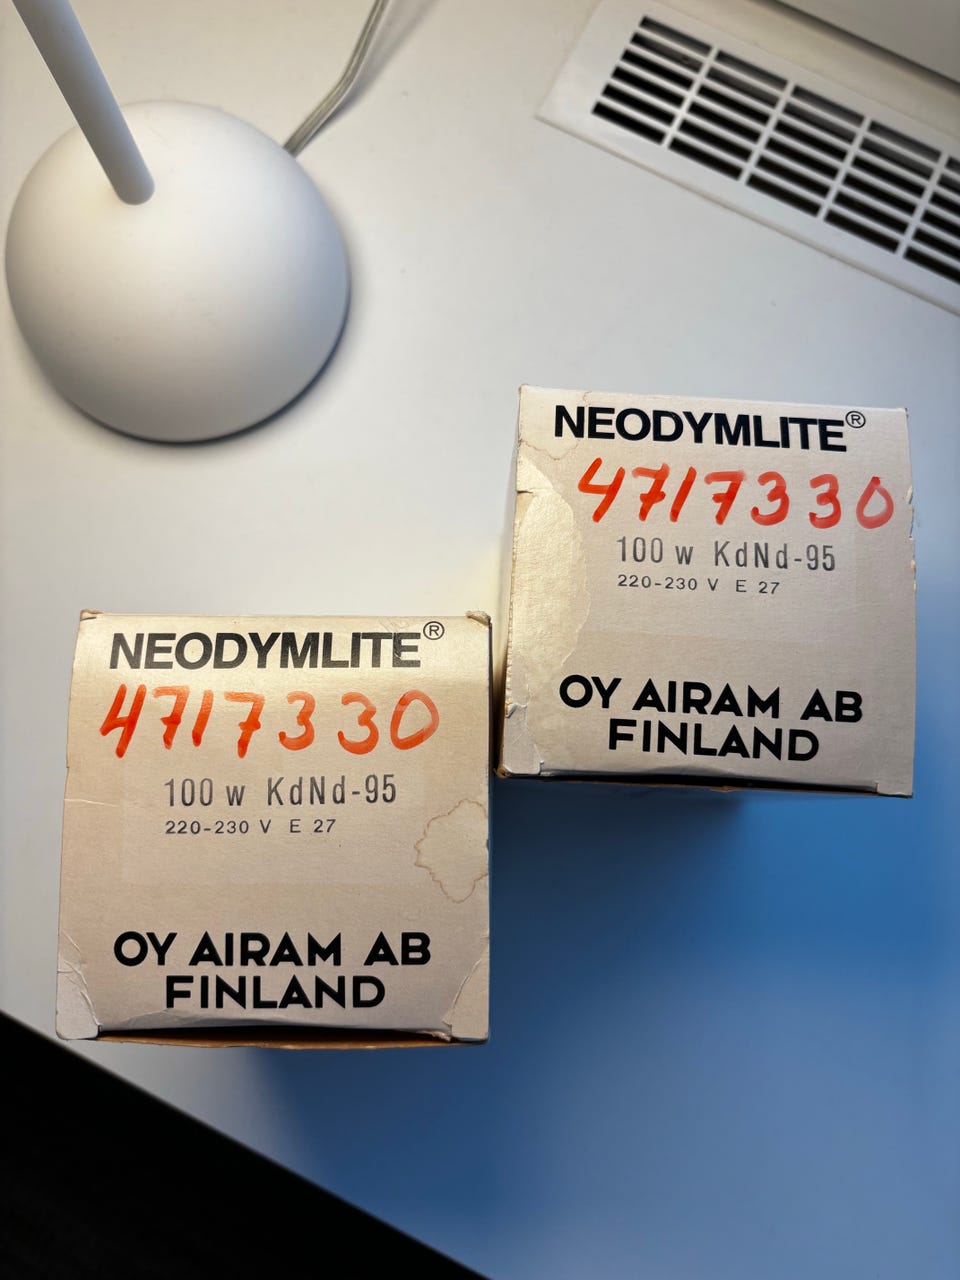 NEODYMLITE®
4717330
100 w KdNd-95
220-230 V E 27
OY AIRAM AB
FINLAND
NEODYMLITE®
4717330
100 w KdNd-95
220-230 V E 27
OY AIRAM AB
FINLAND